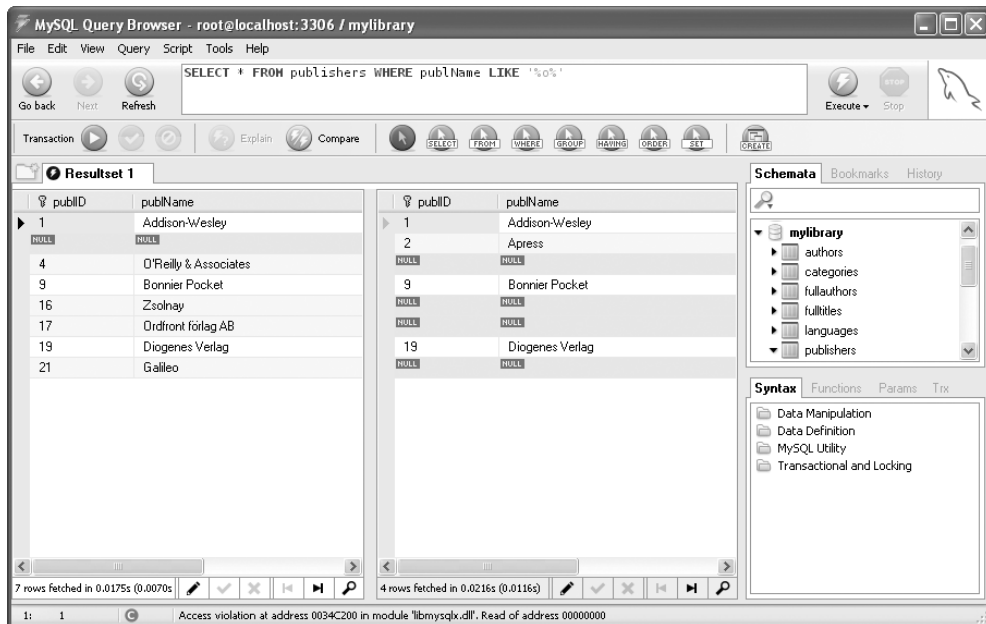 MySQL Query Browser - root@localhost:3306 / mylibrary
File Edit View Query Script Tools Help
SELECT * FROM publishers WHERE publName LIKE '%o%'
Go back Next Refresh Execute Stop
STOP
Transaction Explain Compare SELECT FROM WHERE GROUP HAVING ORDER SET CREATE
Resultset 1
publID publName
1 Addison-Wesley
NULL NULL
4 O'Reilly & Associates
9 Bonnier Pocket
16 Zsolnay
17 Ordfront förlag AB
19 Diogenes Verlag
21 Galileo
7 rows fetched in 0.0175s (0.0070s
publID publName
1 Addison-Wesley
2 Apress
NULL NULL
9 Bonnier Pocket
NULL NULL
NULL NULL
19 Diogenes Verlag
NULL NULL
4 rows fetched in 0.0216s (0.0116s)
Schemata Bookmarks History
mylibrary
authors
categories
fullauthors
fulltitles
languages
publishers
Syntax Functions Params Trx
Data Manipulation
Data Definition
MySQL Utility
Transactional and Locking
1: 1 Access violation at address 0034C200 in module 'libmysqlx.dll'. Read of address 00000000